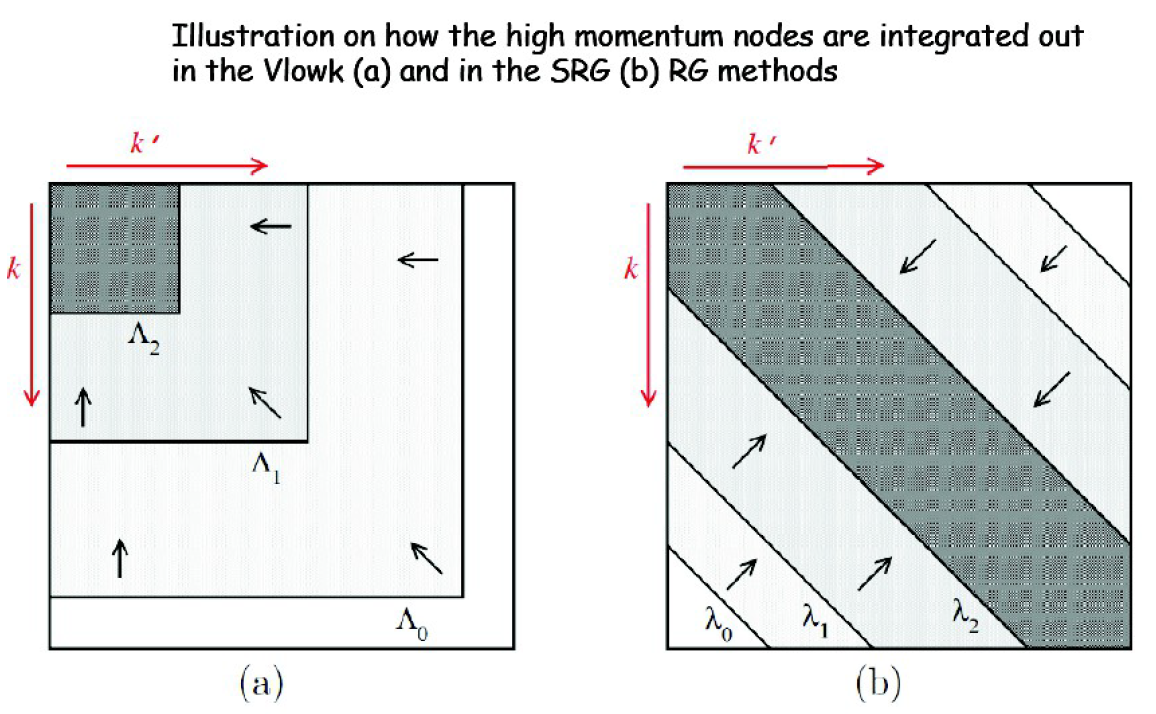 Illustration on how the high momentum nodes are integrated out
in the Vlowk (a) and in the SRG (b) RG methods
k′
k
Λ₂
Λ₁
Λ₀
(a)
k′
k
λ₀
λ₁
λ₂
(b)